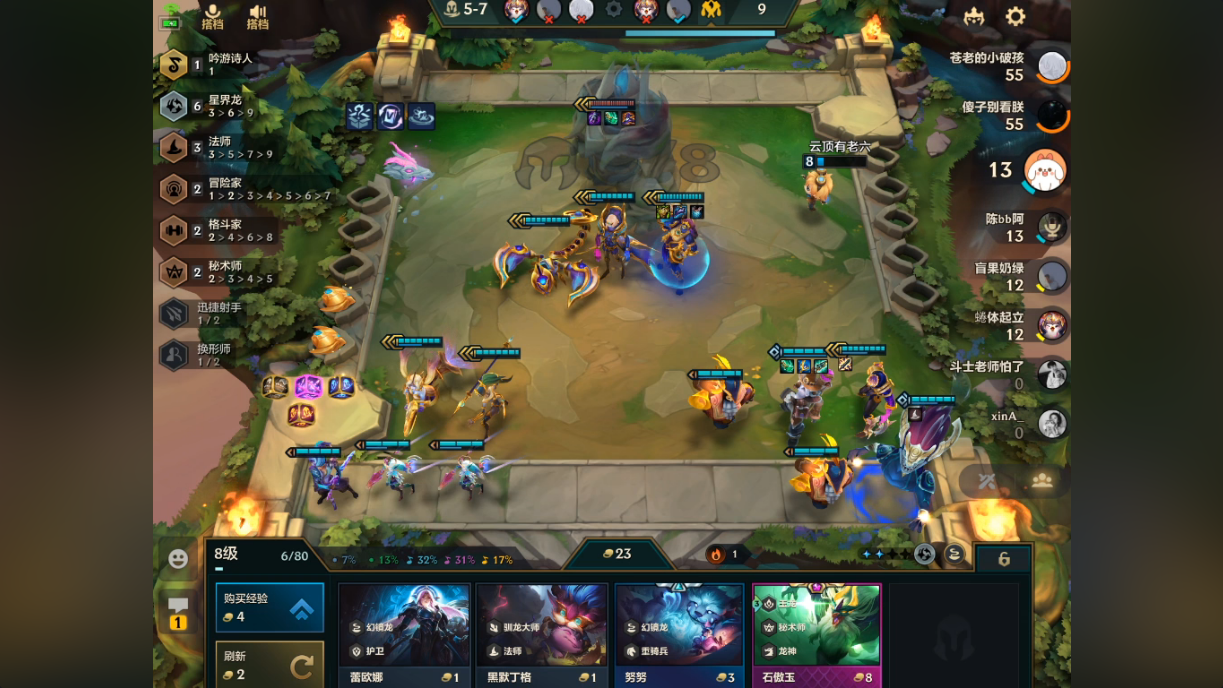 搭档
搭档
5-7
9
1
吟游诗人
1
6
星界龙
3 > 6 > 9
3
法师
3 > 5 > 7 > 9
2
冒险家
1 > 2 > 3 > 4 > 5 > 6 > 7
2
格斗家
2 > 4 > 6 > 8
2
秘术师
2 > 3 > 4 > 5
迅捷射手
1 / 2
换形师
1 / 2
云顶有老六
8
苍老的小破孩
55
傻子别看朕
55
13
陈bb阿
13
盲果奶绿
12
蜷体起立
12
斗士老师怕了
0
xinA_
0
8级
6/80
7%
13%
32%
31%
17%
23
1
购买经验
4
刷新
2
1
幻镜龙
护卫
蕾欧娜
1
驯龙大师
法师
黑默丁格
1
幻镜龙
重骑兵
努努
3
3
玉龙
秘术师
龙神
石傲玉
8